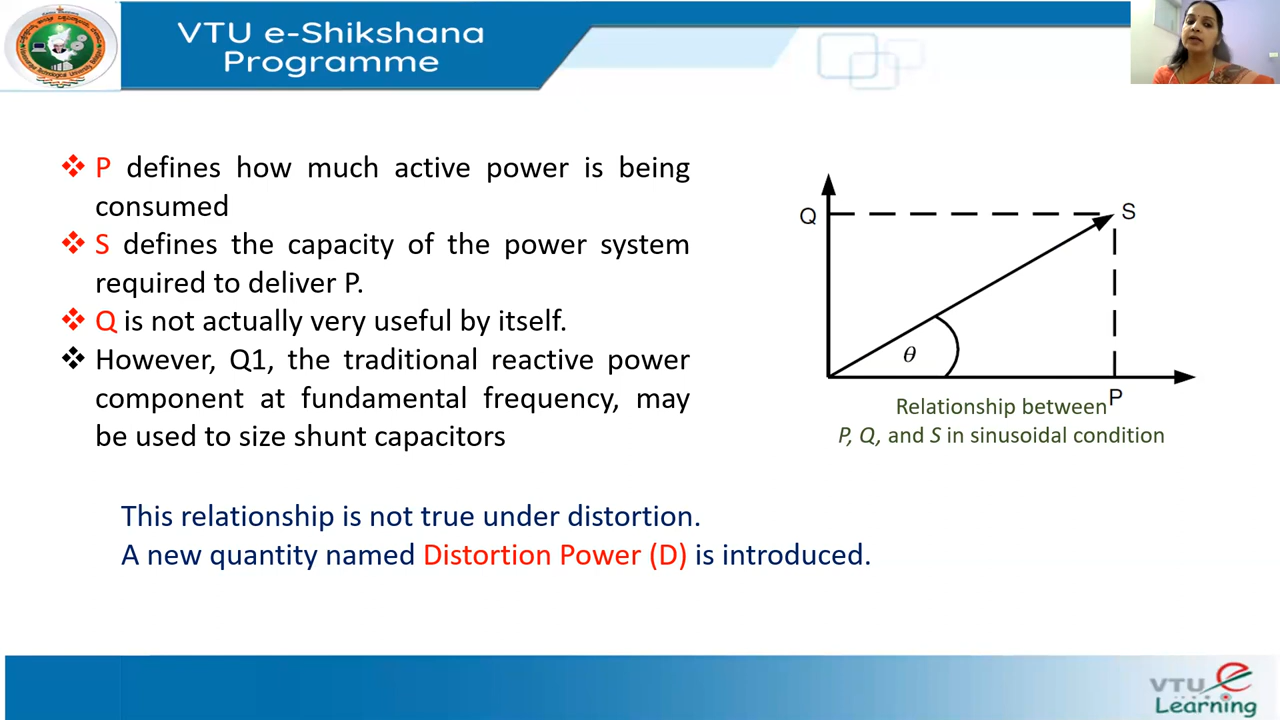 VTU e-Shikshana
Programme
❖ P defines how much active power is being
consumed
❖ S defines the capacity of the power system
required to deliver P.
❖ Q is not actually very useful by itself.
❖ However, Q1, the traditional reactive power
component at fundamental frequency, may
be used to size shunt capacitors
Q
S
θ
P
Relationship between
P, Q, and S in sinusoidal condition
This relationship is not true under distortion.
A new quantity named Distortion Power (D) is introduced.
VTU e
Learning